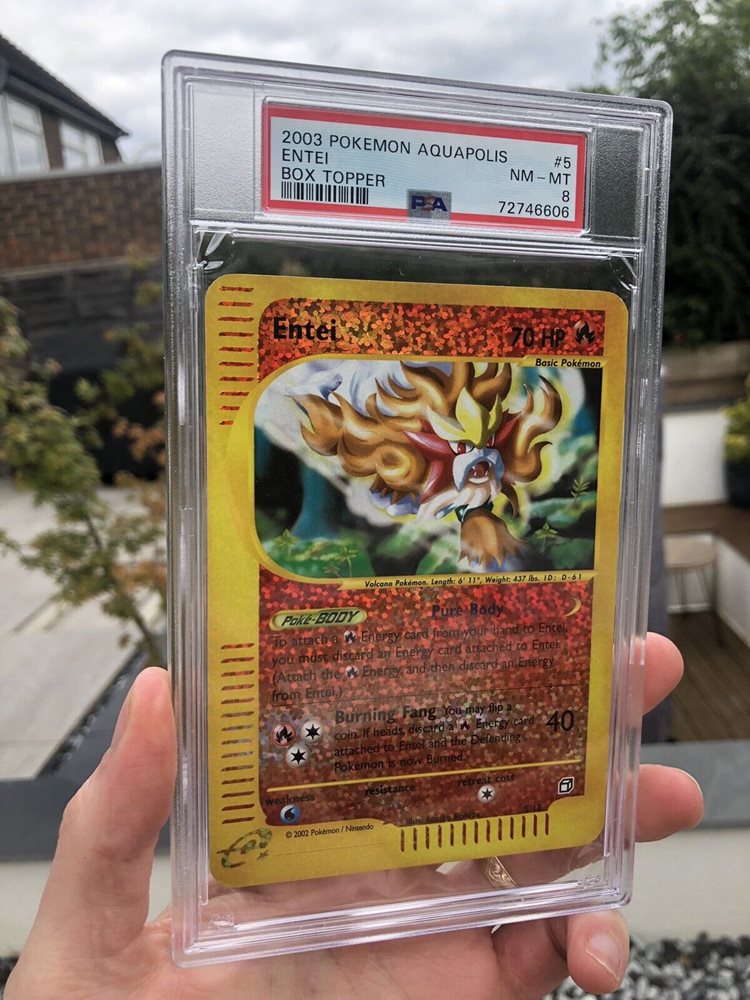 2003 POKEMON AQUAPOLIS #5
ENTEI NM - MT
BOX TOPPER 8
PSA
72746606
Entei 70 HP
Basic Pokémon
Volcano Pokémon. Length: 6' 11", Weight: 437 lbs. ID: D-61
Poké-BODY Pure Body
To attach a Energy card from your hand to Entei,
you must discard an Energy card attached to Entei.
(Attach the Energy, and then discard an Energy
from Entei.)
Burning Fang You may flip a
coin. If heads, discard a Energy card
attached to Entei and the Defending
Pokémon is now Burned.
40
weakness resistance retreat cost
Illus.
5/12
© 2002 Pokémon / Nintendo
e